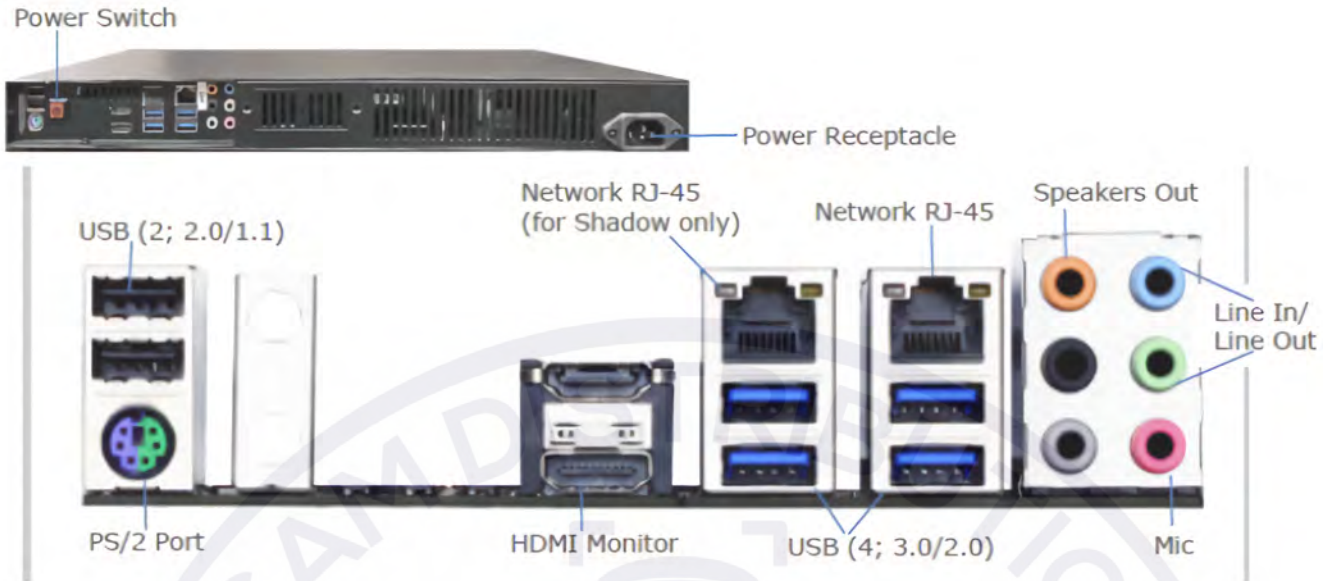 Power Switch
Power Receptacle
Network RJ-45
(for Shadow only)
Network RJ-45
Speakers Out
USB (2; 2.0/1.1)
Line In/
Line Out
PS/2 Port
HDMI Monitor
USB (4; 3.0/2.0)
Mic